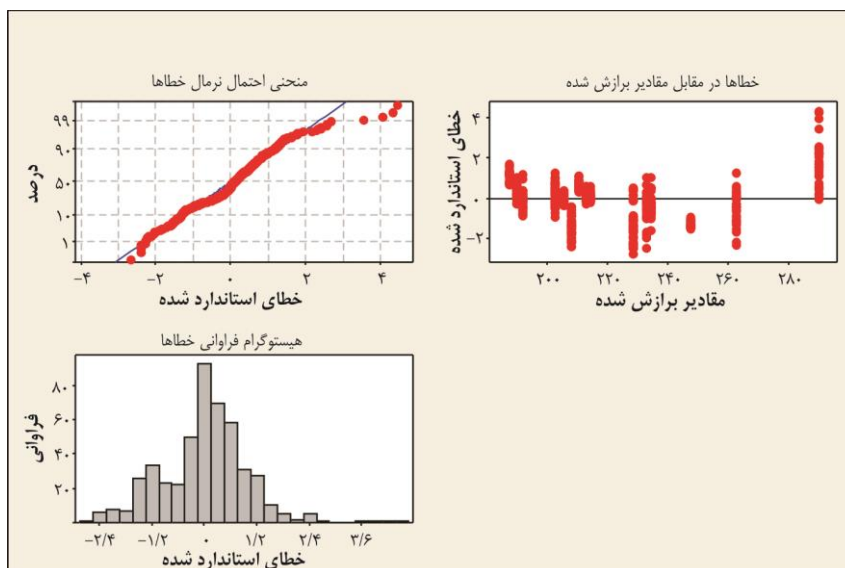 منحنی احتمال نرمال خطاها
درصد
۹۹
۹۰
۵۰
۱۰
۱
-۴ -۲ ۰ ۲ ۴
خطای استاندارد شده
خطاها در مقابل مقادیر برازش شده
خطای استاندارد شده
۴
۲
۰
-۲
۲۰۰ ۲۲۰ ۲۴۰ ۲۶۰ ۲۸۰
مقادیر برازش شده
هیستوگرام فراوانی خطاها
فراوانی
۸۰
۶۰
۴۰
۲۰
-۲/۴ -۱/۲ ۰ ۱/۲ ۲/۴ ۳/۶
خطای استاندارد شده